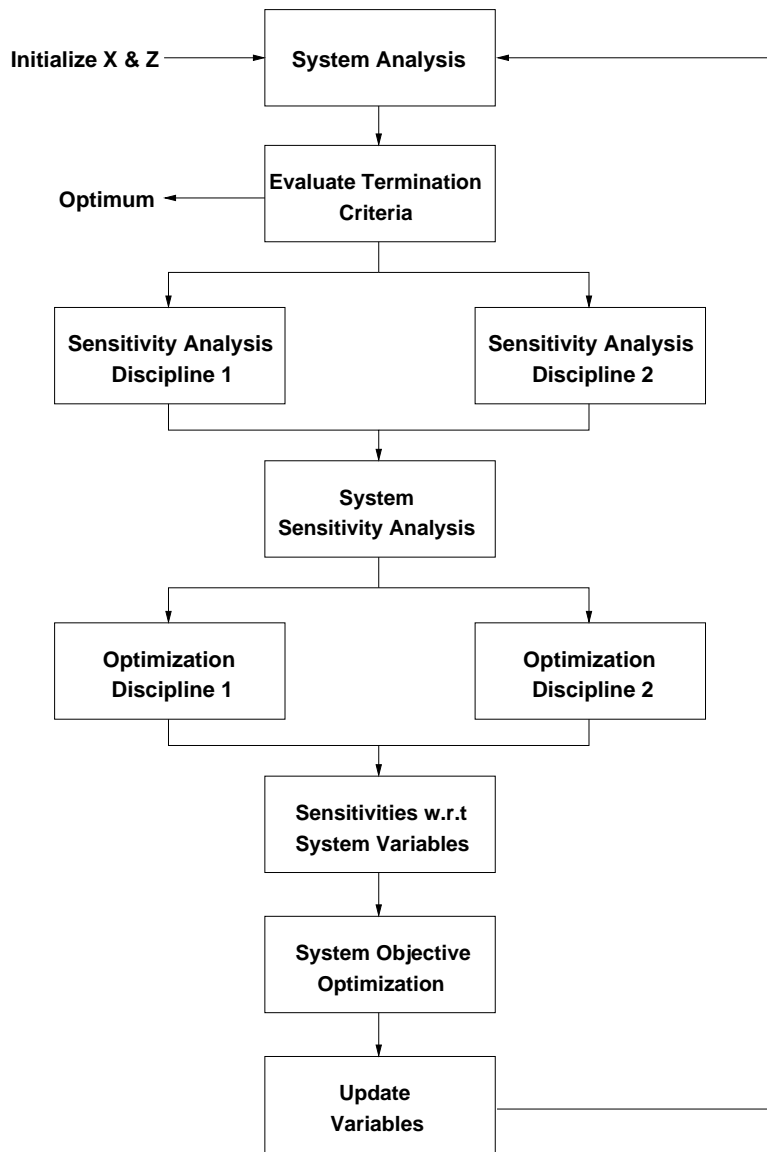 Initialize X & Z
System Analysis
Evaluate Termination
Criteria
Optimum
Sensitivity Analysis
Discipline 1
Sensitivity Analysis
Discipline 2
System
Sensitivity Analysis
Optimization
Discipline 1
Optimization
Discipline 2
Sensitivities w.r.t
System Variables
System Objective
Optimization
Update
Variables